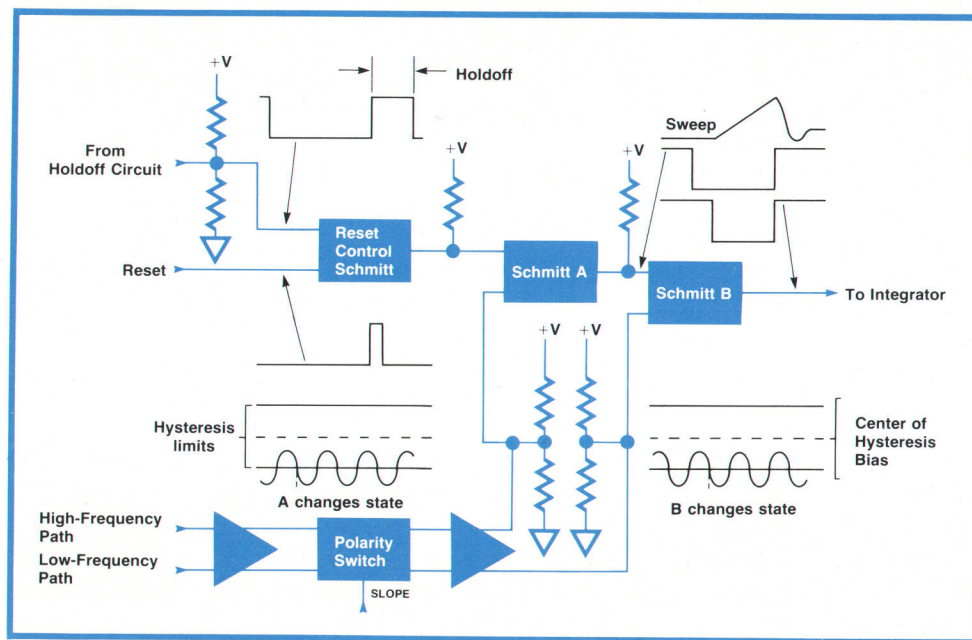 +V
Holdoff
From
Holdoff Circuit
+V
+V
Sweep
Reset
Control
Schmitt
Reset
Schmitt A
Schmitt B
To Integrator
+V
+V
Hysteresis
limits
Center of
Hysteresis
Bias
A changes state
B changes state
High-Frequency
Path
Low-Frequency
Path
Polarity
Switch
SLOPE